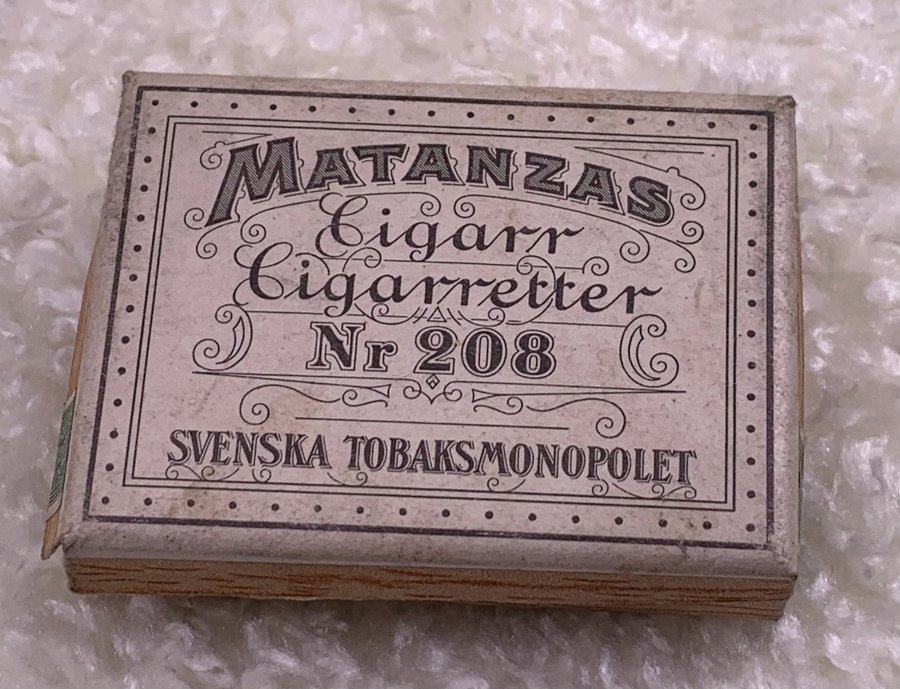 MATANZAS
Cigarr
Cigarretter
Nr 208
SVENSKA TOBAKSMONOPOLET